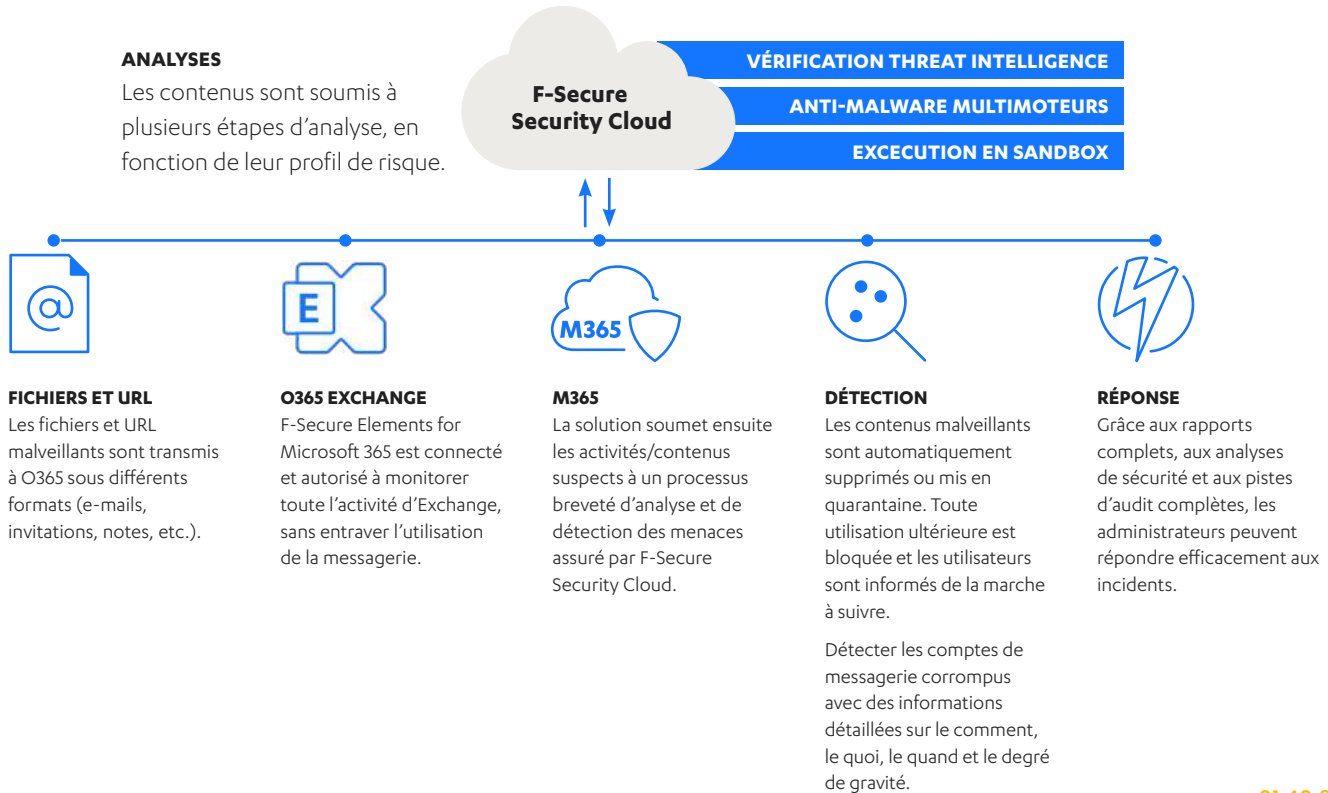 ANALYSES
Les contenus sont soumis à
plusieurs étapes d'analyse, en
fonction de leur profil de risque.
F-Secure
Security Cloud
VÉRIFICATION THREAT INTELLIGENCE
ANTI-MALWARE MULTIMOTEURS
EXCECUTION EN SANDBOX
E
M365
FICHIERS ET URL
Les fichiers et URL
malveillants sont transmis
à O365 sous différents
formats (e-mails,
invitations, notes, etc.).
O365 EXCHANGE
F-Secure Elements for
Microsoft 365 est connecté
et autorisé à monitorer
toute l'activité d'Exchange,
sans entraver l'utilisation
de la messagerie.
M365
La solution soumet ensuite
les activités/contenus
suspects à un processus
breveté d'analyse et de
détection des menaces
assuré par F-Secure
Security Cloud.
DÉTECTION
Les contenus malveillants
sont automatiquement
supprimés ou mis en
quarantaine. Toute
utilisation ultérieure est
bloquée et les utilisateurs
sont informés de la marche
à suivre.
Détecter les comptes de
messagerie corrompus
avec des informations
détaillées sur le comment,
le quoi, le quand et le degré
de gravité.
RÉPONSE
Grâce aux rapports
complets, aux analyses
de sécurité et aux pistes
d'audit complètes, les
administrateurs peuvent
répondre efficacement aux
incidents.